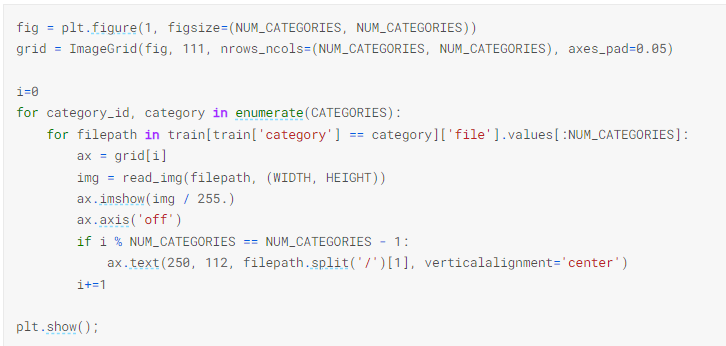 fig = plt.figure(1, figsize=(NUM_CATEGORIES, NUM_CATEGORIES))
grid = ImageGrid(fig, 111, nrows_ncols=(NUM_CATEGORIES, NUM_CATEGORIES), axes_pad=0.05)

i=0
for category_id, category in enumerate(CATEGORIES):
    for filepath in train[train['category'] == category]['file'].values[:NUM_CATEGORIES]:
        ax = grid[i]
        img = read_img(filepath, (WIDTH, HEIGHT))
        ax.imshow(img / 255.)
        ax.axis('off')
        if i % NUM_CATEGORIES == NUM_CATEGORIES - 1:
            ax.text(250, 112, filepath.split('/')[1], verticalalignment='center')
        i+=1

plt.show();